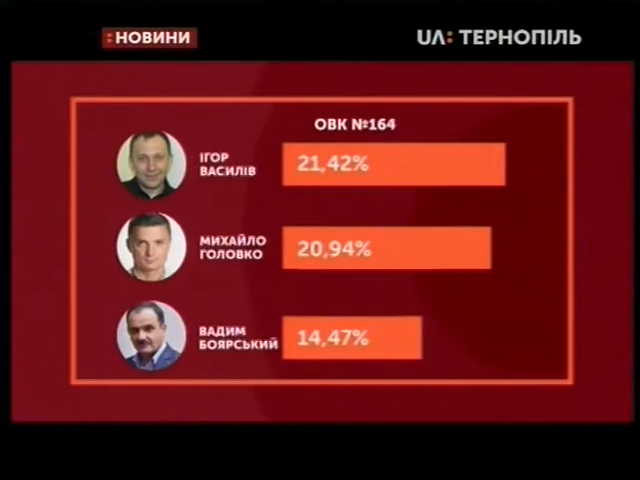 :НОВИНИ
UA: ТЕРНОПІЛЬ
ОВК №164
ІГОР
ВАСИЛІВ
21,42%
МИХАЙЛО
ГОЛОВКО
20,94%
ВАДИМ
БОЯРСЬКИЙ
14,47%